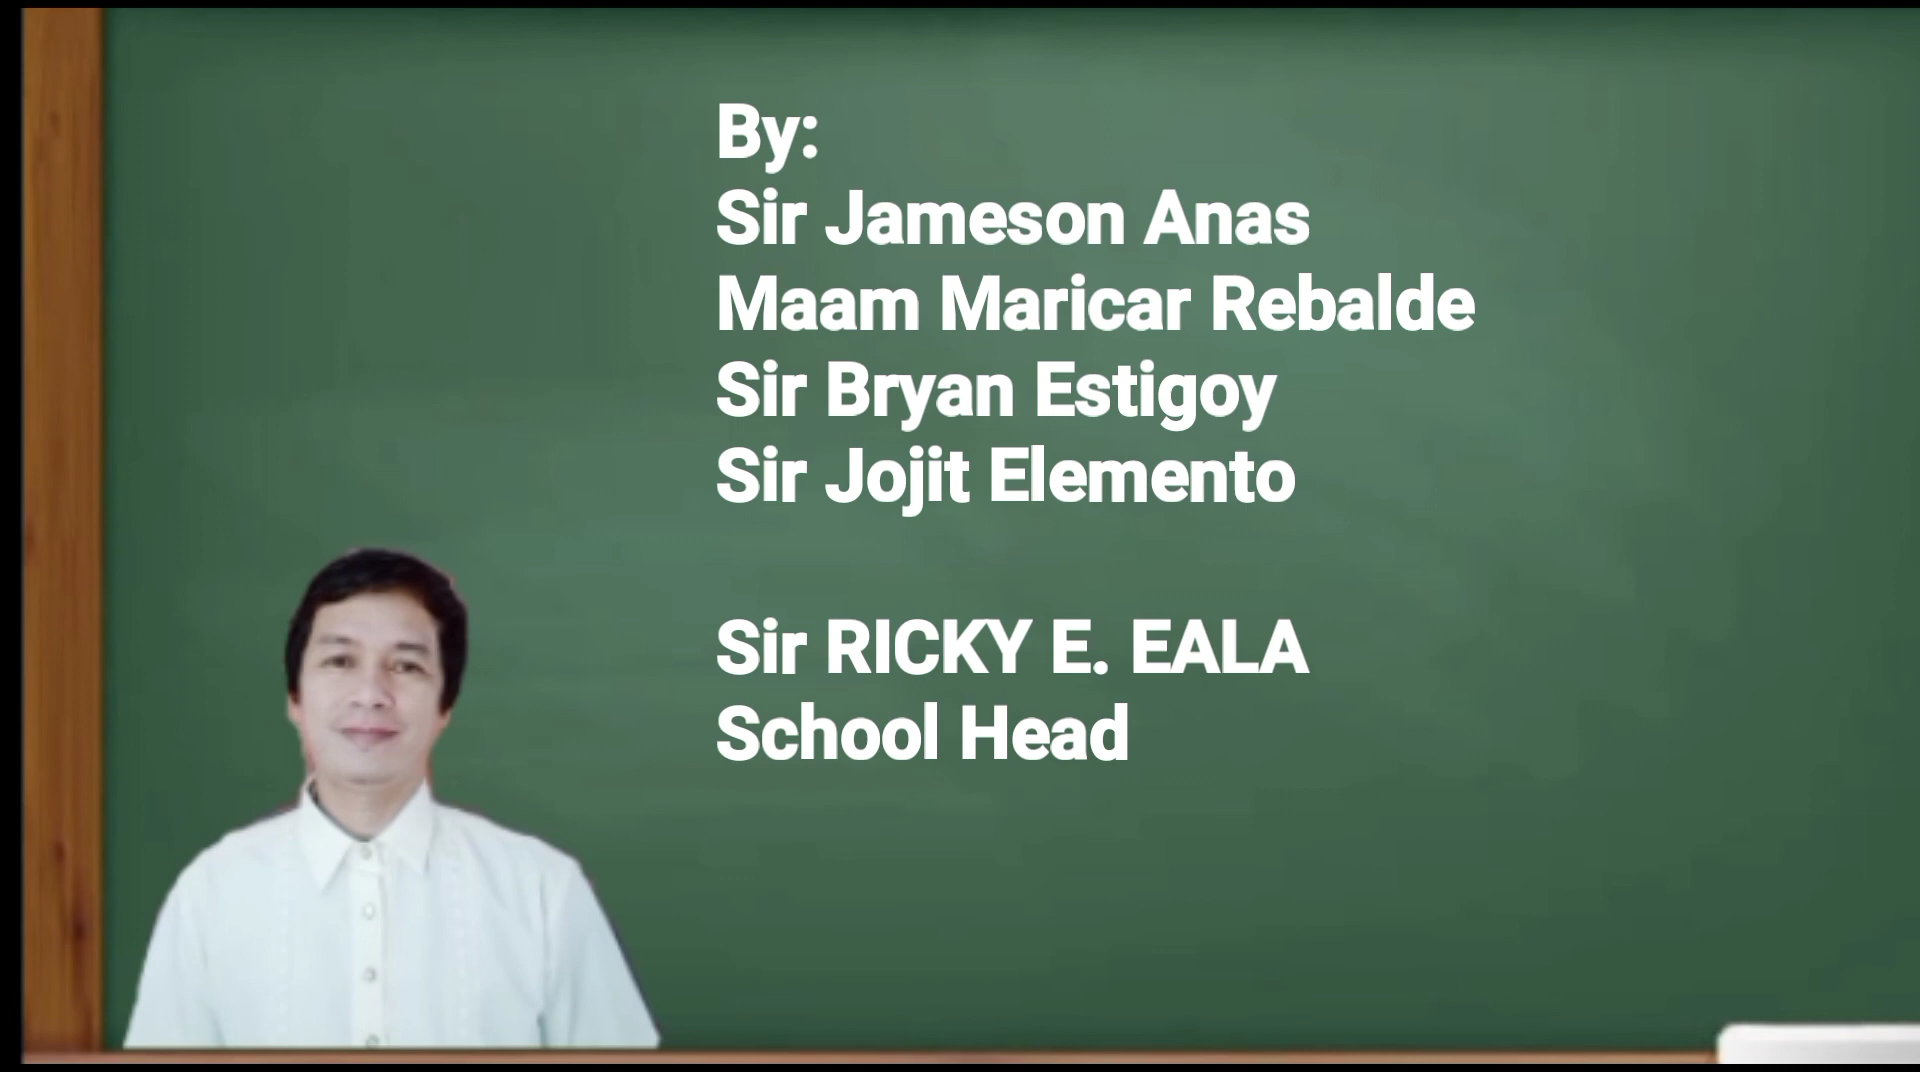 By:
Sir Jameson Anas
Maam Maricar Rebalde
Sir Bryan Estigoy
Sir Jojit Elemento
Sir RICKY E. EALA
School Head